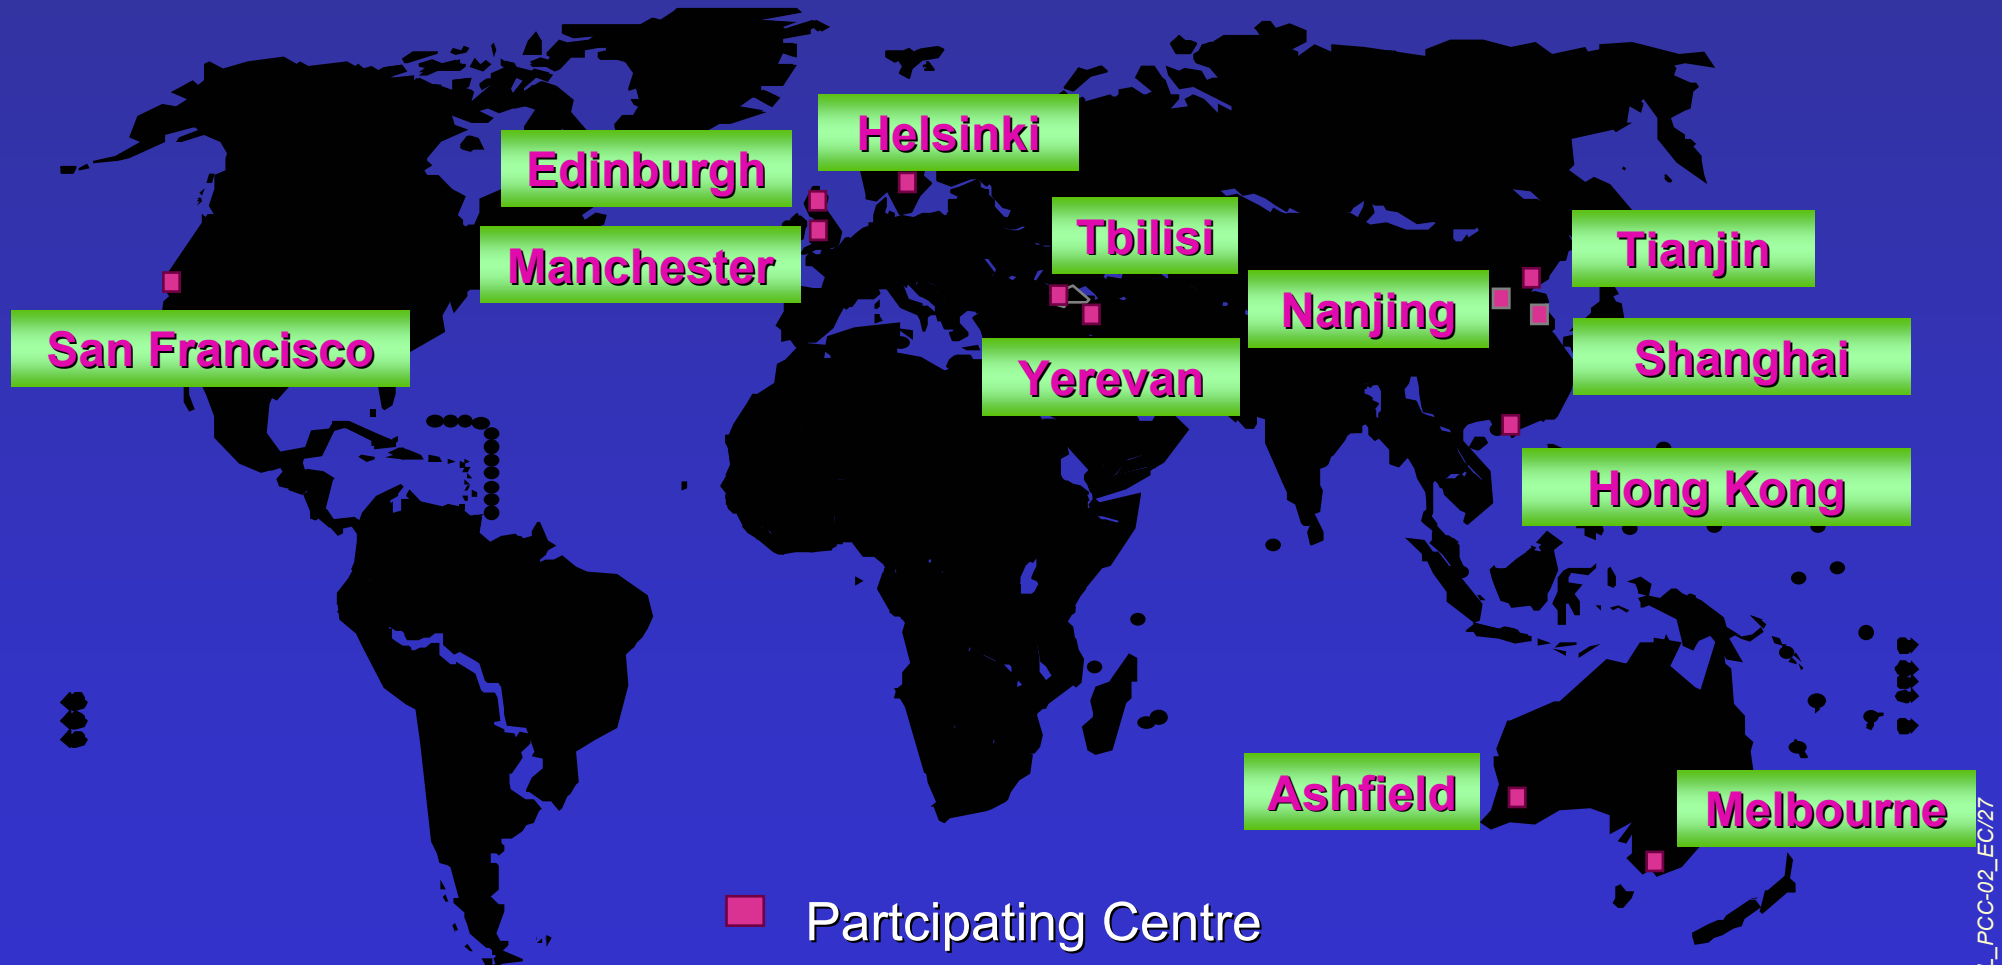 Helsinki
Edinburgh
Tbilisi
Tianjin
Manchester
Nanjing
San Francisco
Shanghai
Yerevan
Hong Kong
Ashfield
Melbourne
Partcipating Centre
_PCC-02_EC/27